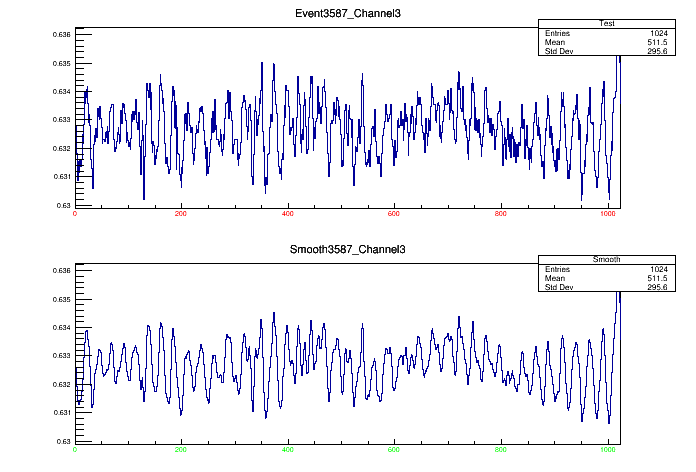 Event3587_Channel3
Test
Entries 1024
Mean 511.5
Std Dev 295.6
0.636
0.635
0.634
0.633
0.632
0.631
0.63
0 200 400 600 800 1000
Smooth3587_Channel3
Smooth
Entries 1024
Mean 511.5
Std Dev 295.6
0.636
0.635
0.634
0.633
0.632
0.631
0.63
0 200 400 600 800 1000